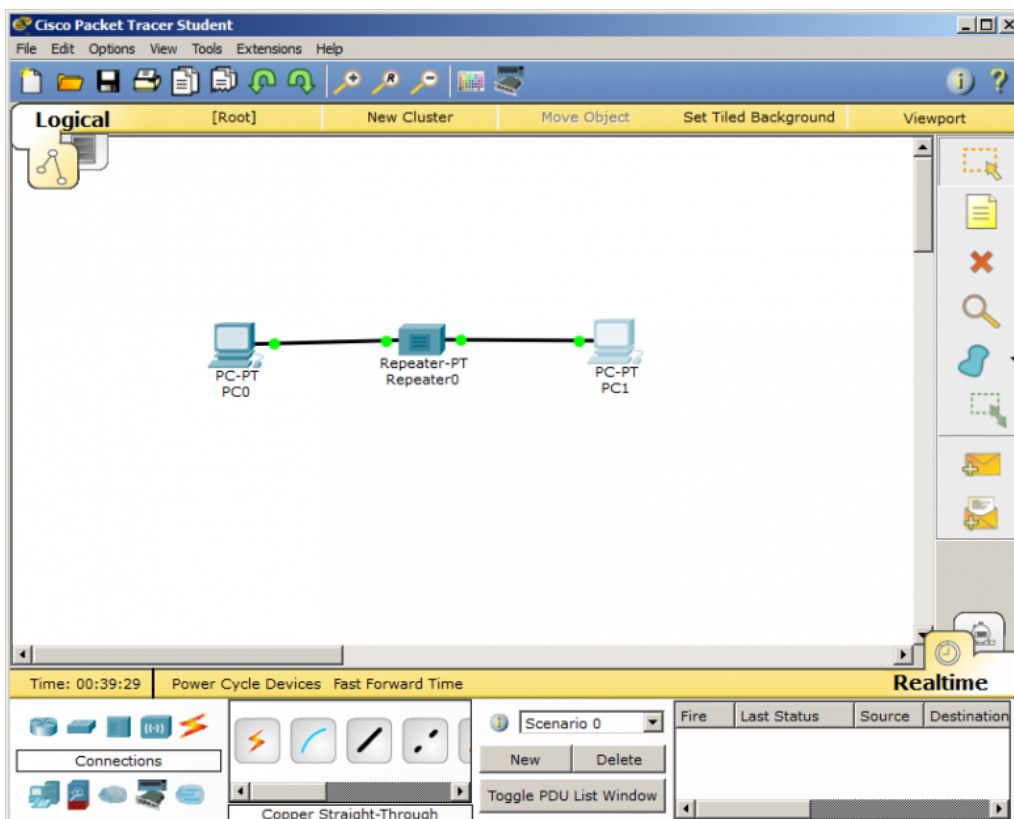 Cisco Packet Tracer Student
File Edit Options View Tools Extensions Help
Logical [Root] New Cluster Move Object Set Tiled Background Viewport
PC-PT
PC0
Repeater-PT
Repeater0
PC-PT
PC1
Time: 00:39:29 Power Cycle Devices Fast Forward Time Realtime
Connections
Copper Straight-Through
Scenario 0
New Delete
Toggle PDU List Window
Fire Last Status Source Destination